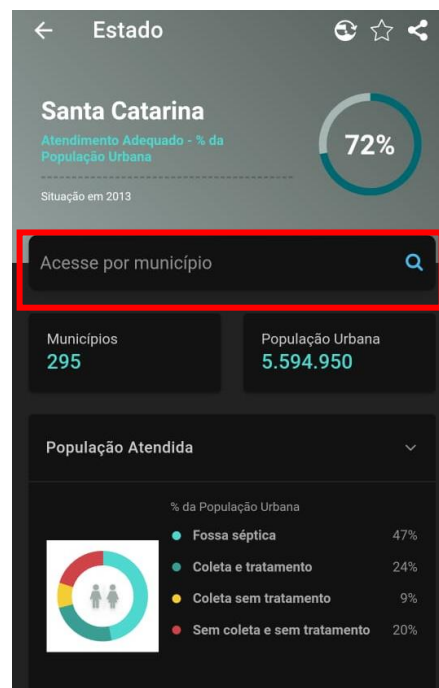 Estado
Santa Catarina
Atendimento Adequado - % da
População Urbana
72%
Situação em 2013
Acesse por município
Municípios
295
População Urbana
5.594.950
População Atendida
% da População Urbana
Fossa séptica 47%
Coleta e tratamento 24%
Coleta sem tratamento 9%
Sem coleta e sem tratamento 20%